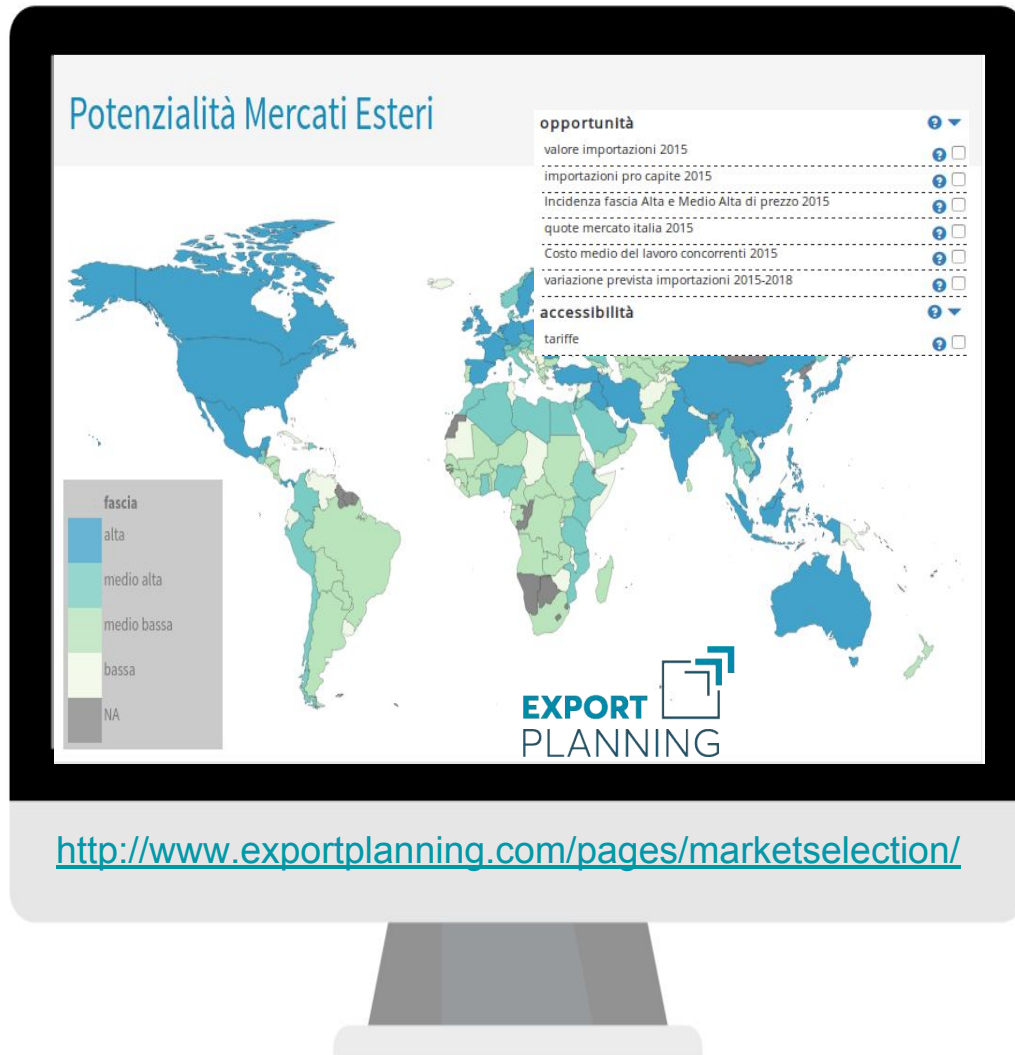 Potenzialità Mercati Esteri
opportunità
valore importazioni 2015
importazioni pro capite 2015
Incidenza fascia Alta e Medio Alta di prezzo 2015
quote mercato italia 2015
Costo medio del lavoro concorrenti 2015
variazione prevista importazioni 2015-2018
accessibilità
tariffe
fascia
alta
medio alta
medio bassa
bassa
NA
EXPORT
PLANNING
http://www.exportplanning.com/pages/marketselection/